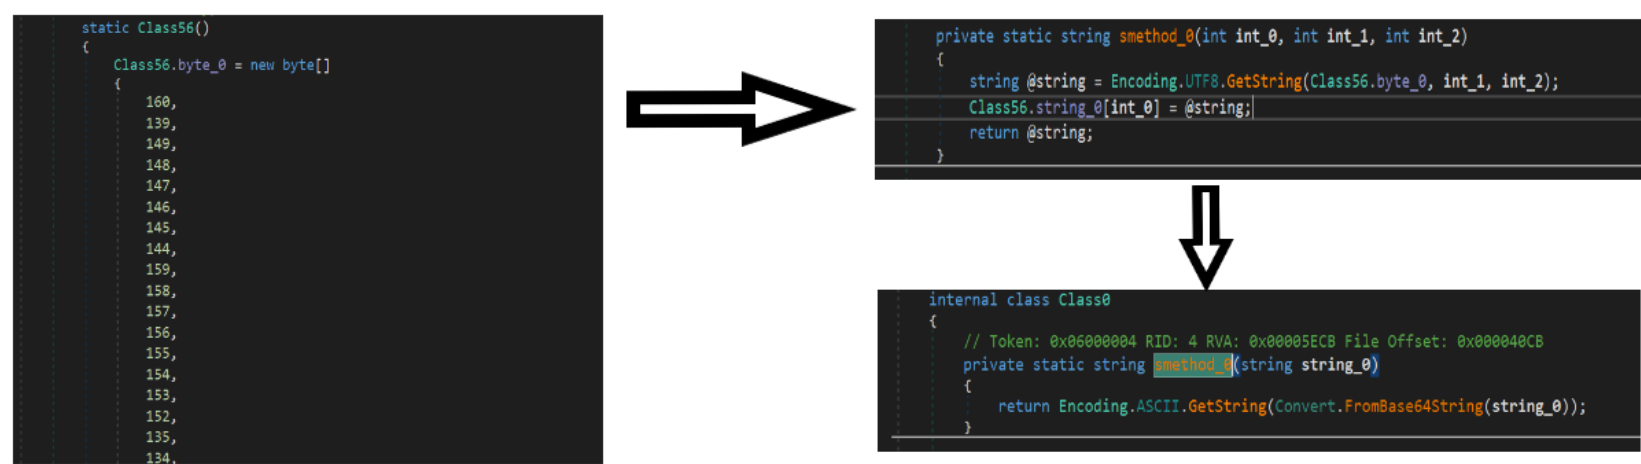 static Class56()
{
Class56.byte_0 = new byte[]
{
160,
139,
149,
148,
147,
146,
145,
144,
159,
158,
157,
156,
155,
154,
153,
152,
135,
134,
private static string smethod_0(int int_0, int int_1, int int_2)
{
string @string = Encoding.UTF8.GetString(Class56.byte_0, int_1, int_2);
Class56.string_0[int_0] = @string;
return @string;
}
internal class Class0
{
// Token: 0x06000004 RID: 4 RVA: 0x00005ECB File Offset: 0x000040CB
private static string smethod_0(string string_0)
{
return Encoding.ASCII.GetString(Convert.FromBase64String(string_0));
}